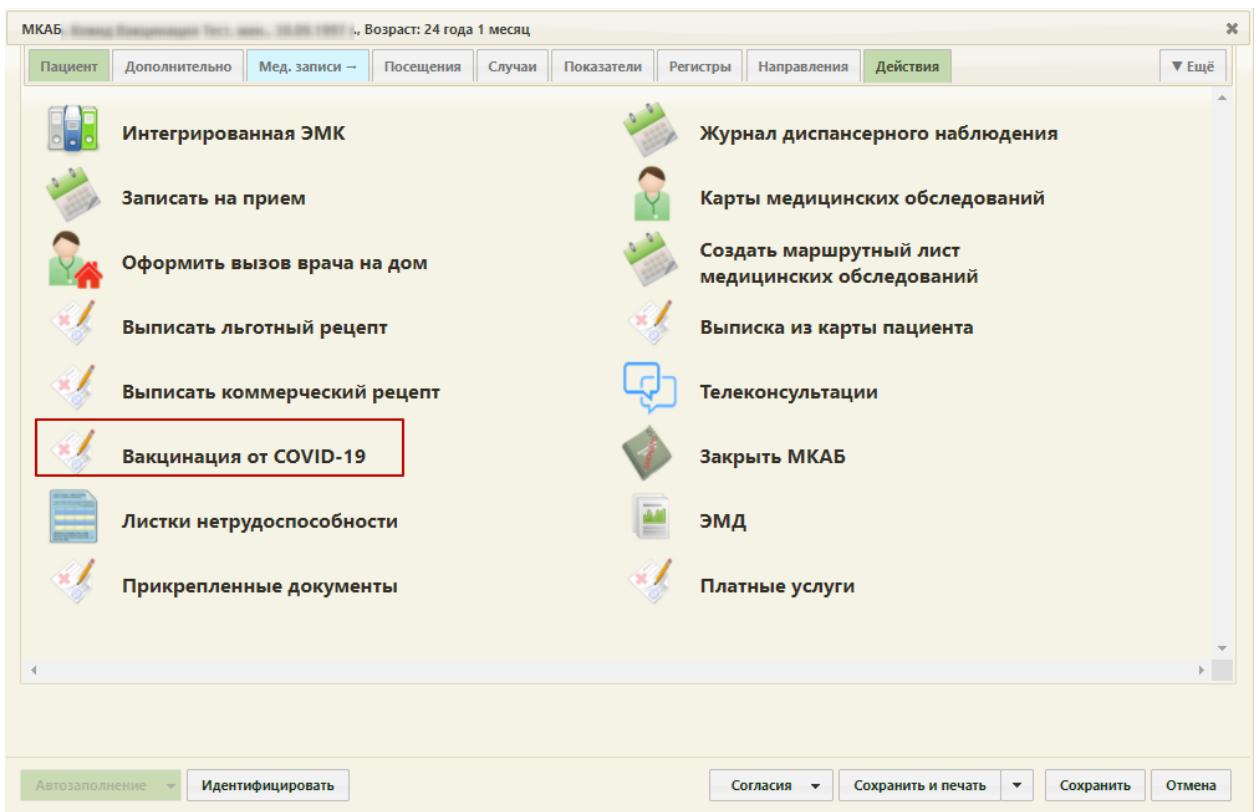 МКАБ ., Возраст: 24 года 1 месяц
Пациент Дополнительно Мед. записи → Посещения Случаи Показатели Регистры Направления Действия ▼ Ещё
Интегрированная ЭМК
Журнал диспансерного наблюдения
Записать на прием
Карты медицинских обследований
Оформить вызов врача на дом
Создать маршрутный лист
медицинских обследований
Выписать льготный рецепт
Выписка из карты пациента
Выписать коммерческий рецепт
Телеконсультации
Вакцинация от COVID-19
Закрыть МКАБ
Листки нетрудоспособности
ЭМД
Прикрепленные документы
Платные услуги
Автозаполнение Идентифицировать Согласия Сохранить и печать Сохранить Отмена